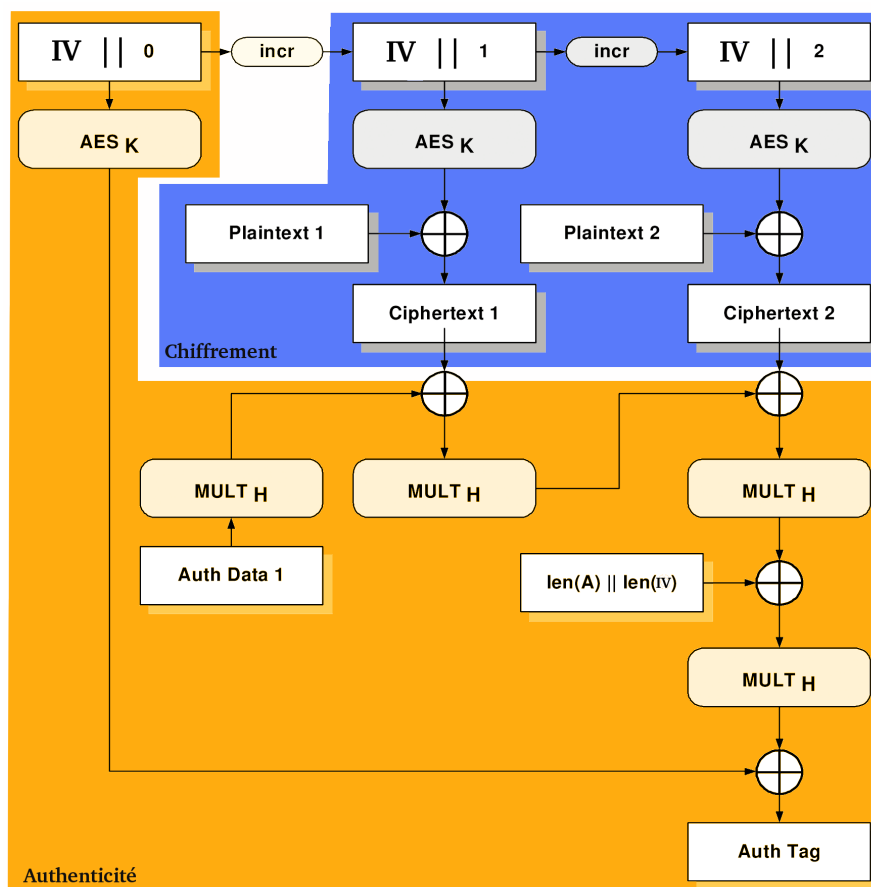 IV || 0
incr
IV || 1
incr
IV || 2
AES K
AES K
AES K
Plaintext 1
Plaintext 2
Ciphertext 1
Ciphertext 2
Chiffrement
MULT H
MULT H
MULT H
Auth Data 1
len(A) || len(IV)
MULT H
Auth Tag
Authenticité